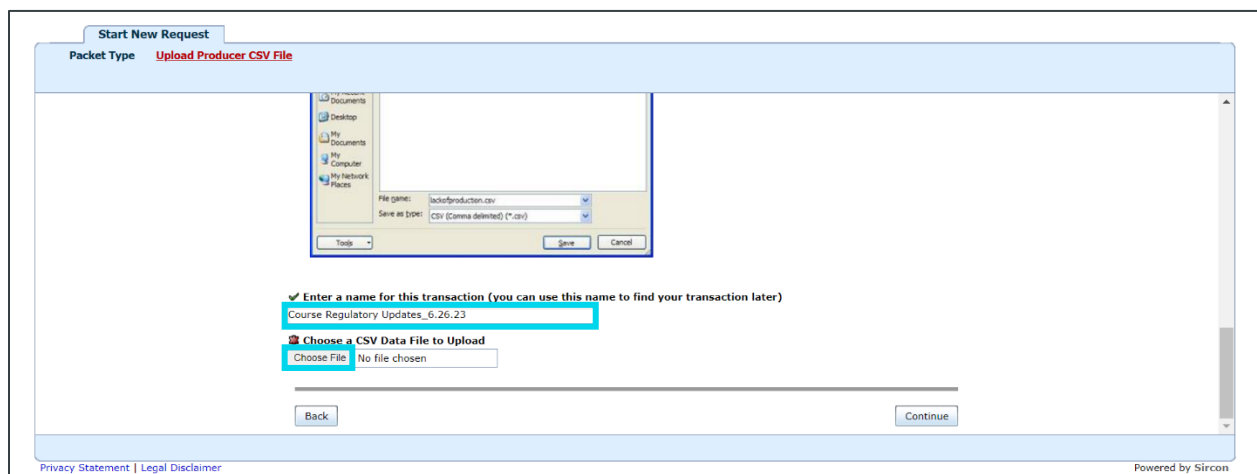 Start New Request
Packet Type Upload Producer CSV File
Documents
Desktop
My
Documents
My
Computer
My Network
Places
File name: lackofproduction.csv
Save as type: CSV (Comma delimited) (*.csv)
Tools Save Cancel
Enter a name for this transaction (you can use this name to find your transaction later)
Course Regulatory Updates_6.26.23
Choose a CSV Data File to Upload
Choose File No file chosen
Back Continue
Privacy Statement | Legal Disclaimer Powered by Sircon